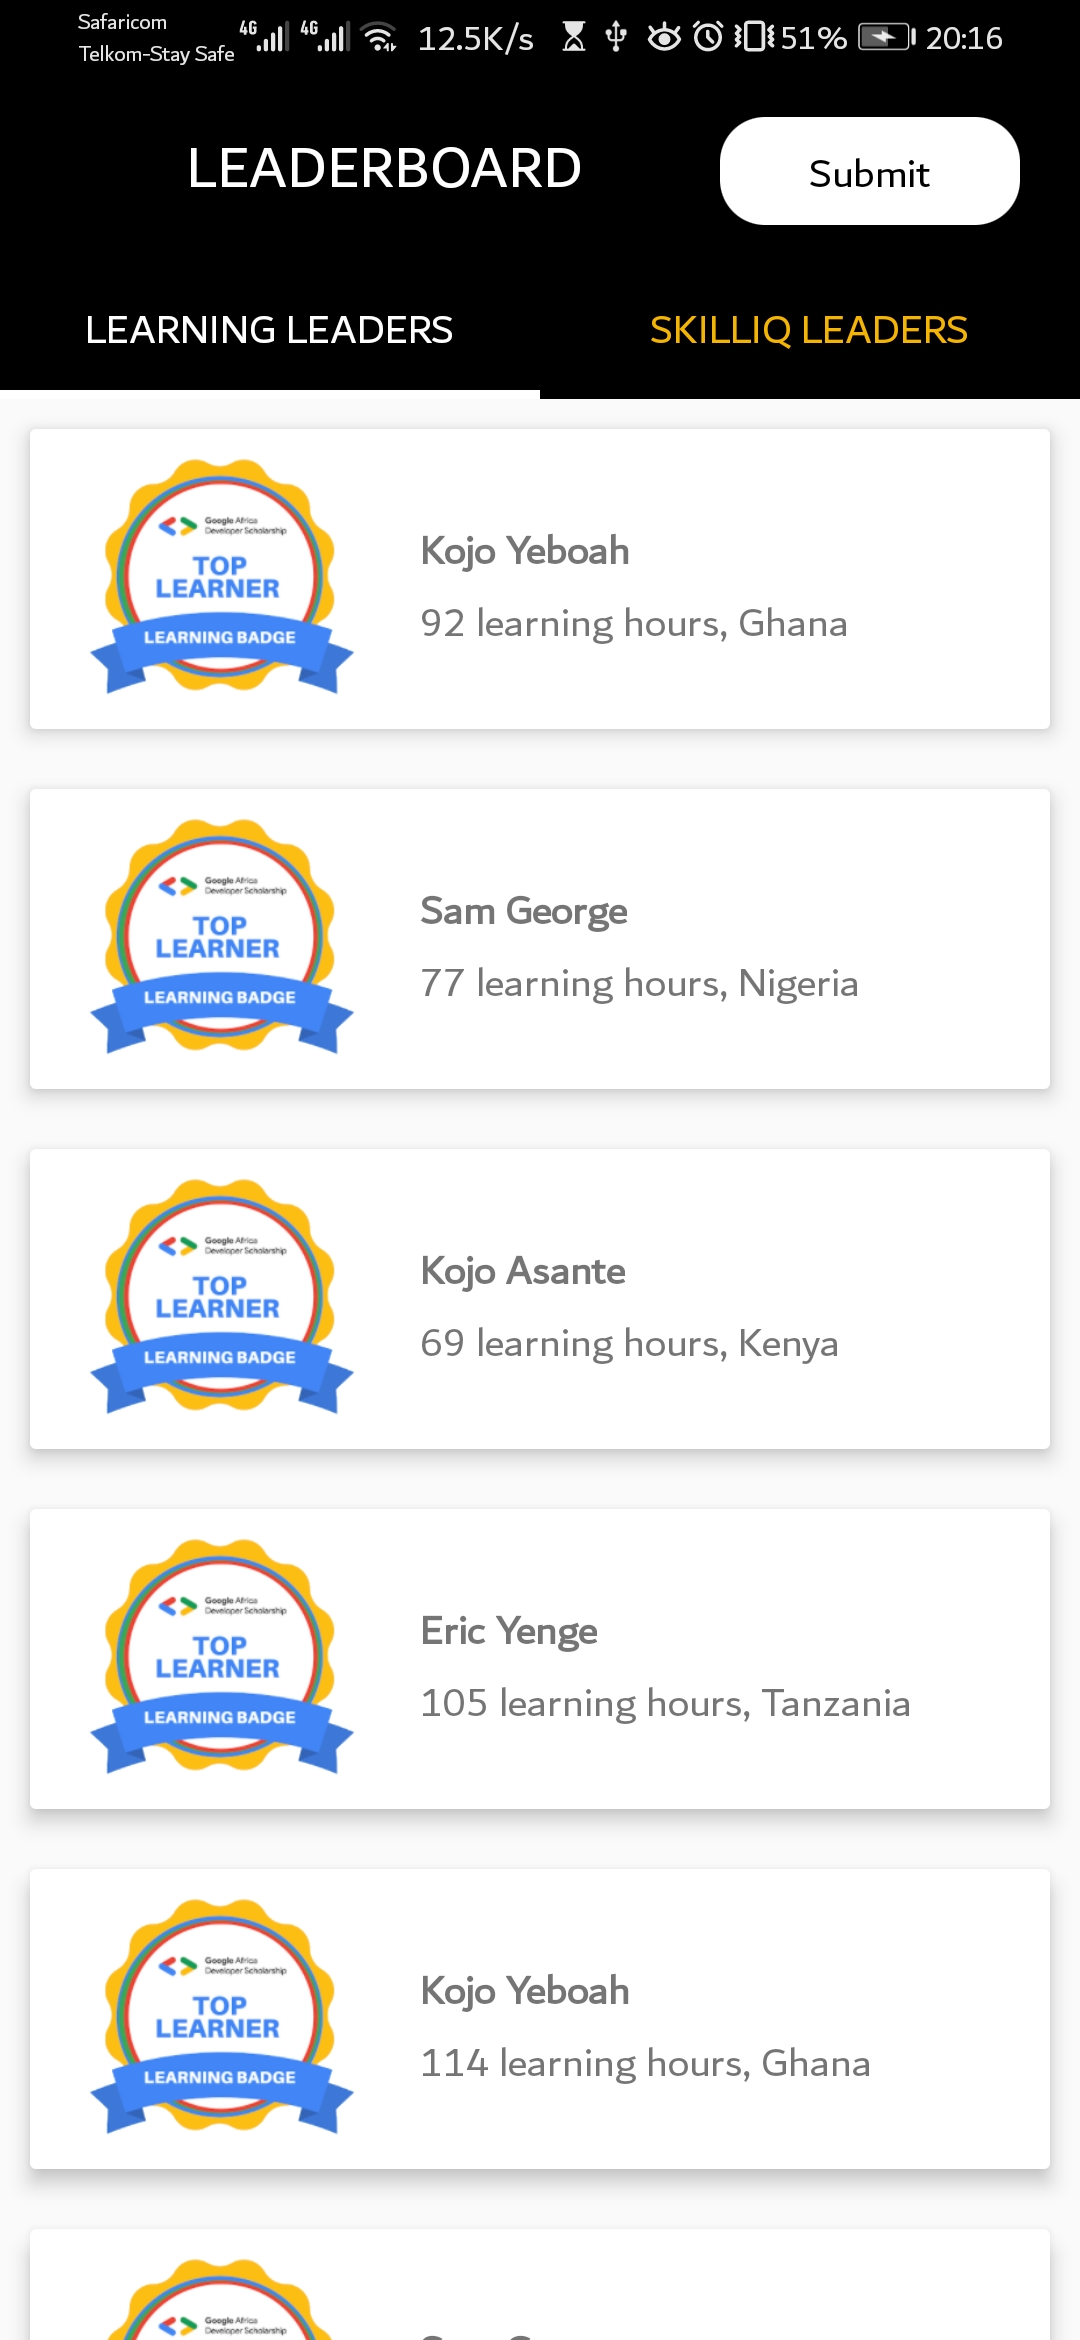 Safaricom
Telkom-Stay Safe
4G 4G 12.5K/s 51% 20:16
LEADERBOARD
Submit
LEARNING LEADERS
SKILLIQ LEADERS
Google Africa
Developer Scholarship
TOP
LEARNER
LEARNING BADGE
Kojo Yeboah
92 learning hours, Ghana
Google Africa
Developer Scholarship
TOP
LEARNER
LEARNING BADGE
Sam George
77 learning hours, Nigeria
Google Africa
Developer Scholarship
TOP
LEARNER
LEARNING BADGE
Kojo Asante
69 learning hours, Kenya
Google Africa
Developer Scholarship
TOP
LEARNER
LEARNING BADGE
Eric Yenge
105 learning hours, Tanzania
Google Africa
Developer Scholarship
TOP
LEARNER
LEARNING BADGE
Kojo Yeboah
114 learning hours, Ghana
Google Africa
Developer Scholarship